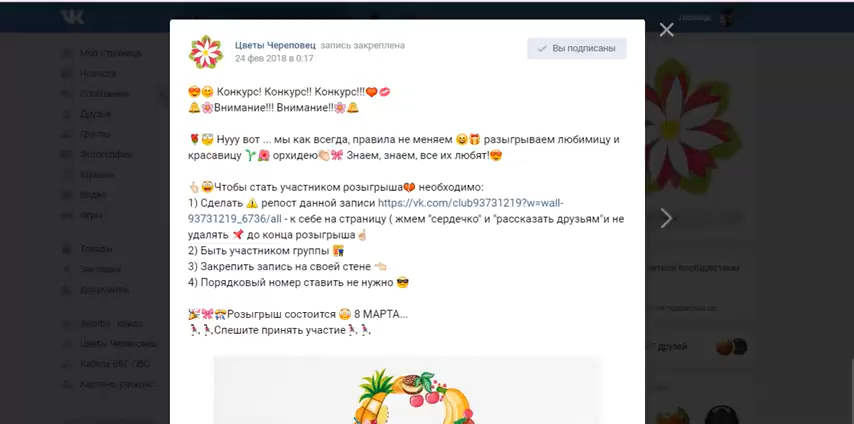 Цветы Череповец запись закреплена
24 фев 2018 в 0:17
Вы подписаны
Конкурс! Конкурс!! Конкурс!!!
Внимание!!! Внимание!!
Нууу вот ... мы как всегда, правила не меняем разыгрываем любимицу и
красавицу орхидею Знаем, знаем, все их любят!
Чтобы стать участником розыгрыша необходимо:
1) Сделать репост данной записи https://vk.com/club93731219?w=wall-
93731219_6736/all - к себе на страницу ( жмем "сердечко" и "рассказать друзьям"и не
удалять до конца розыгрыша
2) Быть участником группы
3) Закрепить запись на своей стене
4) Порядковый номер ставить не нужно
Розыгрыш состоится 8 МАРТА...
Спешите принять участие
Моя Страница
Новости
Сообщения
Друзья
Группы
Фотографии
Музыка
Видео
Игры
Товары
Закладки
Документы
Цветы Череповец
друзей